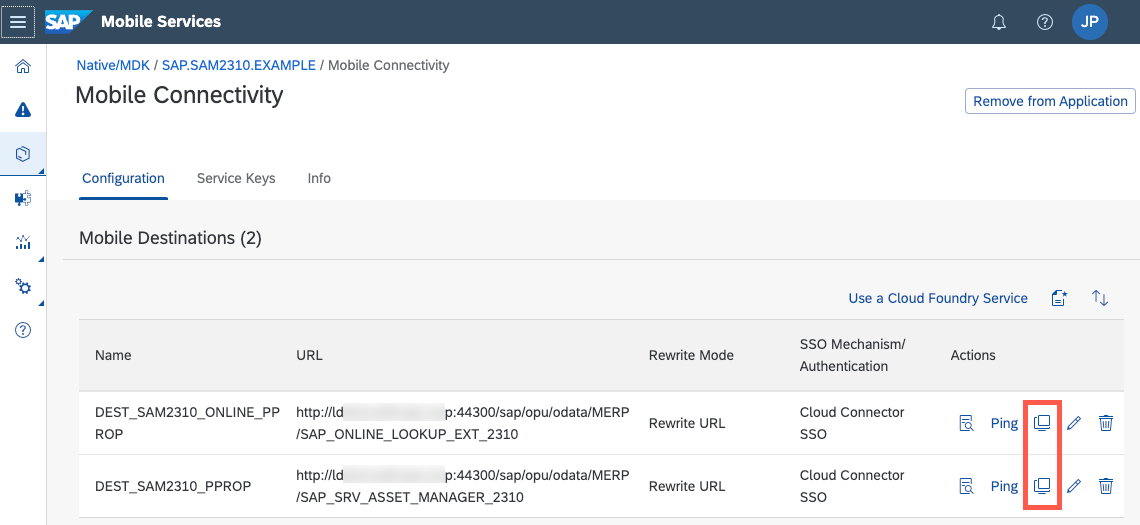 SAP Mobile Services JP
Native/MDK / SAP.SAM2310.EXAMPLE / Mobile Connectivity
Mobile Connectivity
Remove from Application
Configuration Service Keys Info
Mobile Destinations (2)
Use a Cloud Foundry Service
Name URL Rewrite Mode SSO Mechanism/
Authentication Actions
DEST_SAM2310_ONLINE_PP
ROP
http://ld p:44300/sap/opu/odata/MERP
/SAP_ONLINE_LOOKUP_EXT_2310
Rewrite URL
Cloud Connector
SSO
Ping
DEST_SAM2310_PPROP
http://ld p:44300/sap/opu/odata/MERP
/SAP_SRV_ASSET_MANAGER_2310
Rewrite URL
Cloud Connector
SSO
Ping